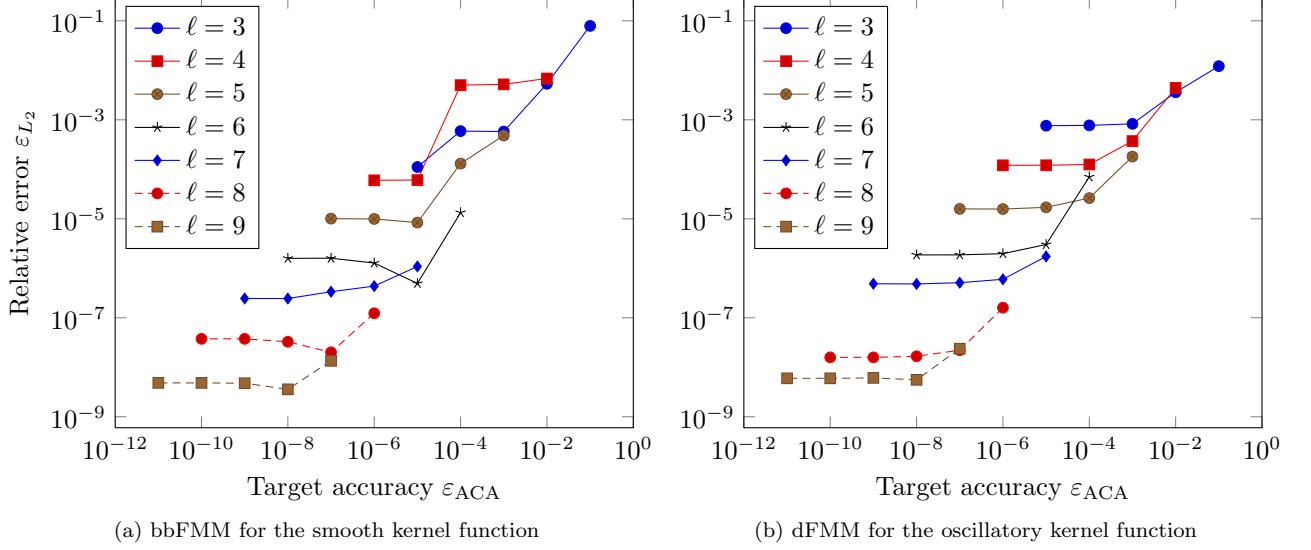 ℓ = 3
ℓ = 4
ℓ = 5
ℓ = 6
ℓ = 7
ℓ = 8
ℓ = 9
10^−1
10^−3
10^−5
10^−7
10^−9
Relative error ε_{L_2}
10^−12
10^−10
10^−8
10^−6
10^−4
10^−2
10^0
Target accuracy ε_ACA
(a) bbFMM for the smooth kernel function
ℓ = 3
ℓ = 4
ℓ = 5
ℓ = 6
ℓ = 7
ℓ = 8
ℓ = 9
10^−1
10^−3
10^−5
10^−7
10^−9
10^−12
10^−10
10^−8
10^−6
10^−4
10^−2
10^0
Target accuracy ε_ACA
(b) dFMM for the oscillatory kernel function